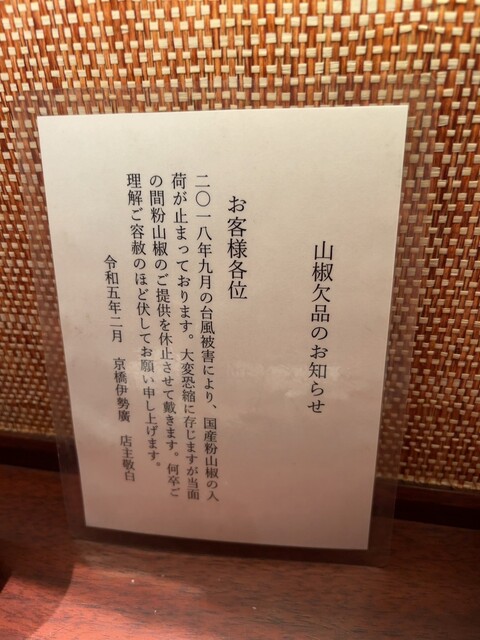 山椒欠品のお知らせ
お客様各位
二〇一八年九月の台風被害により、国産粉山椒の入
荷が止まっております。大変恐縮に存じますが当面
の間粉山椒のご提供を休止させて戴きます。何卒ご
理解ご容赦のほど伏してお願い申し上げます。
令和五年二月 京橋伊勢廣 店主敬白